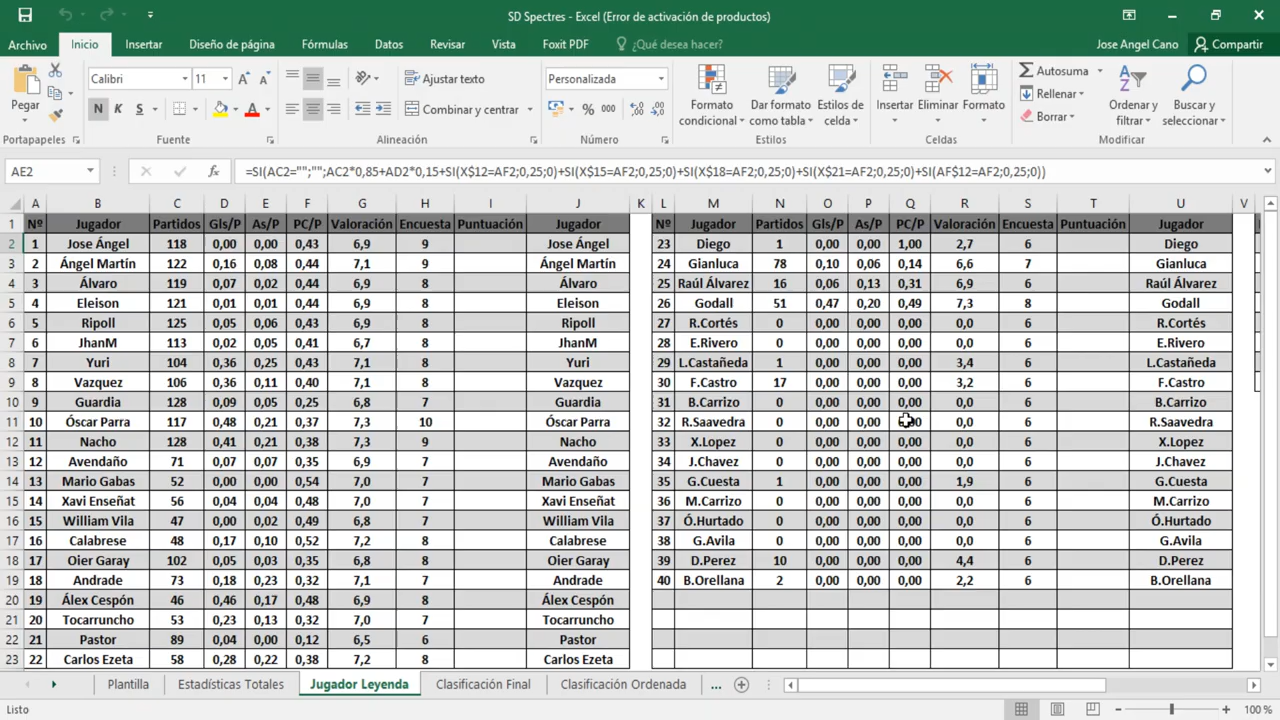 SD Spectres - Excel (Error de activación de productos)
Archivo Inicio Insertar Diseño de página Fórmulas Datos Revisar Vista Foxit PDF ¿Qué desea hacer? Jose Angel Cano Compartir
Pegar
Calibri 11
N K S
Ajustar texto
Combinar y centrar
Personalizada
% 000
Formato condicional
Dar formato como tabla
Estilos de celda
Insertar Eliminar Formato
Autosuma
Rellenar
Borrar
Ordenar y filtrar
Buscar y seleccionar
Portapapeles Fuente Alineación Número Estilos Celdas Modificar
AE2 fx =SI(AC2="";"";AC2*0,85+AD2*0,15+SI(X$12=AF2;0,25;0)+SI(X$15=AF2;0,25;0)+SI(X$18=AF2;0,25;0)+SI(X$21=AF2;0,25;0)+SI(AF$12=AF2;0,25;0))
A B C D E F G H I J K L M N O P Q R S T U V
1 Nº Jugador Partidos Gls/P As/P PC/P Valoración Encuesta Puntuación Jugador Nº Jugador Partidos Gls/P As/P PC/P Valoración Encuesta Puntuación Jugador
2 1 Jose Ángel 118 0,00 0,00 0,43 6,9 9 Jose Ángel 23 Diego 1 0,00 0,00 1,00 2,7 6 Diego
3 2 Ángel Martín 122 0,16 0,08 0,44 7,1 9 Ángel Martín 24 Gianluca 78 0,10 0,06 0,14 6,6 7 Gianluca
4 3 Álvaro 119 0,07 0,02 0,44 6,9 8 Álvaro 25 Raúl Álvarez 16 0,06 0,13 0,31 6,9 6 Raúl Álvarez
5 4 Eleison 121 0,01 0,01 0,44 6,9 8 Eleison 26 Godall 51 0,47 0,20 0,49 7,3 8 Godall
6 5 Ripoll 125 0,05 0,06 0,43 6,9 8 Ripoll 27 R.Cortés 0 0,00 0,00 0,00 0,0 6 R.Cortés
7 6 JhanM 113 0,02 0,05 0,41 6,7 8 JhanM 28 E.Rivero 0 0,00 0,00 0,00 0,0 6 E.Rivero
8 7 Yuri 104 0,36 0,25 0,43 7,1 8 Yuri 29 L.Castañeda 1 0,00 0,00 0,00 3,4 6 L.Castañeda
9 8 Vazquez 106 0,36 0,11 0,40 7,1 8 Vazquez 30 F.Castro 17 0,00 0,00 0,00 3,2 6 F.Castro
10 9 Guardia 128 0,09 0,05 0,25 6,8 7 Guardia 31 B.Carrizo 0 0,00 0,00 0,00 0,0 6 B.Carrizo
11 10 Óscar Parra 117 0,48 0,21 0,37 7,3 10 Óscar Parra 32 R.Saavedra 0 0,00 0,00 0,0 6 R.Saavedra
12 11 Nacho 128 0,41 0,21 0,38 7,3 9 Nacho 33 X.Lopez 0 0,00 0,00 0,00 0,0 6 X.Lopez
13 12 Avendaño 71 0,07 0,07 0,35 6,9 7 Avendaño 34 J.Chavez 0 0,00 0,00 0,00 0,0 6 J.Chavez
14 13 Mario Gabas 52 0,00 0,00 0,54 7,0 7 Mario Gabas 35 G.Cuesta 1 0,00 0,00 0,00 1,9 6 G.Cuesta
15 14 Xavi Enseñat 56 0,04 0,04 0,48 7,0 7 Xavi Enseñat 36 M.Carrizo 0 0,00 0,00 0,00 0,0 6 M.Carrizo
16 15 William Vila 47 0,00 0,02 0,49 6,8 7 William Vila 37 Ó.Hurtado 0 0,00 0,00 0,00 0,0 6 Ó.Hurtado
17 16 Calabrese 48 0,17 0,10 0,52 7,2 8 Calabrese 38 G.Avila 0 0,00 0,00 0,00 0,0 6 G.Avila
18 17 Oier Garay 102 0,05 0,03 0,33 6,8 7 Oier Garay 39 D.Perez 10 0,00 0,00 0,00 4,4 6 D.Perez
19 18 Andrade 73 0,18 0,23 0,32 7,1 7 Andrade 40 B.Orellana 2 0,00 0,00 0,00 2,2 6 B.Orellana
20 19 Álex Cespón 46 0,46 0,17 0,48 6,9 8 Álex Cespón
21 20 Tocarruncho 53 0,23 0,13 0,32 7,0 7 Tocarruncho
22 21 Pastor 89 0,04 0,00 0,12 6,5 6 Pastor
23 22 Carlos Ezeta 58 0,28 0,22 0,38 7,2 8 Carlos Ezeta
Plantilla Estadísticas Totales Jugador Leyenda Clasificación Final Clasificación Ordenada ...
Listo 100 %